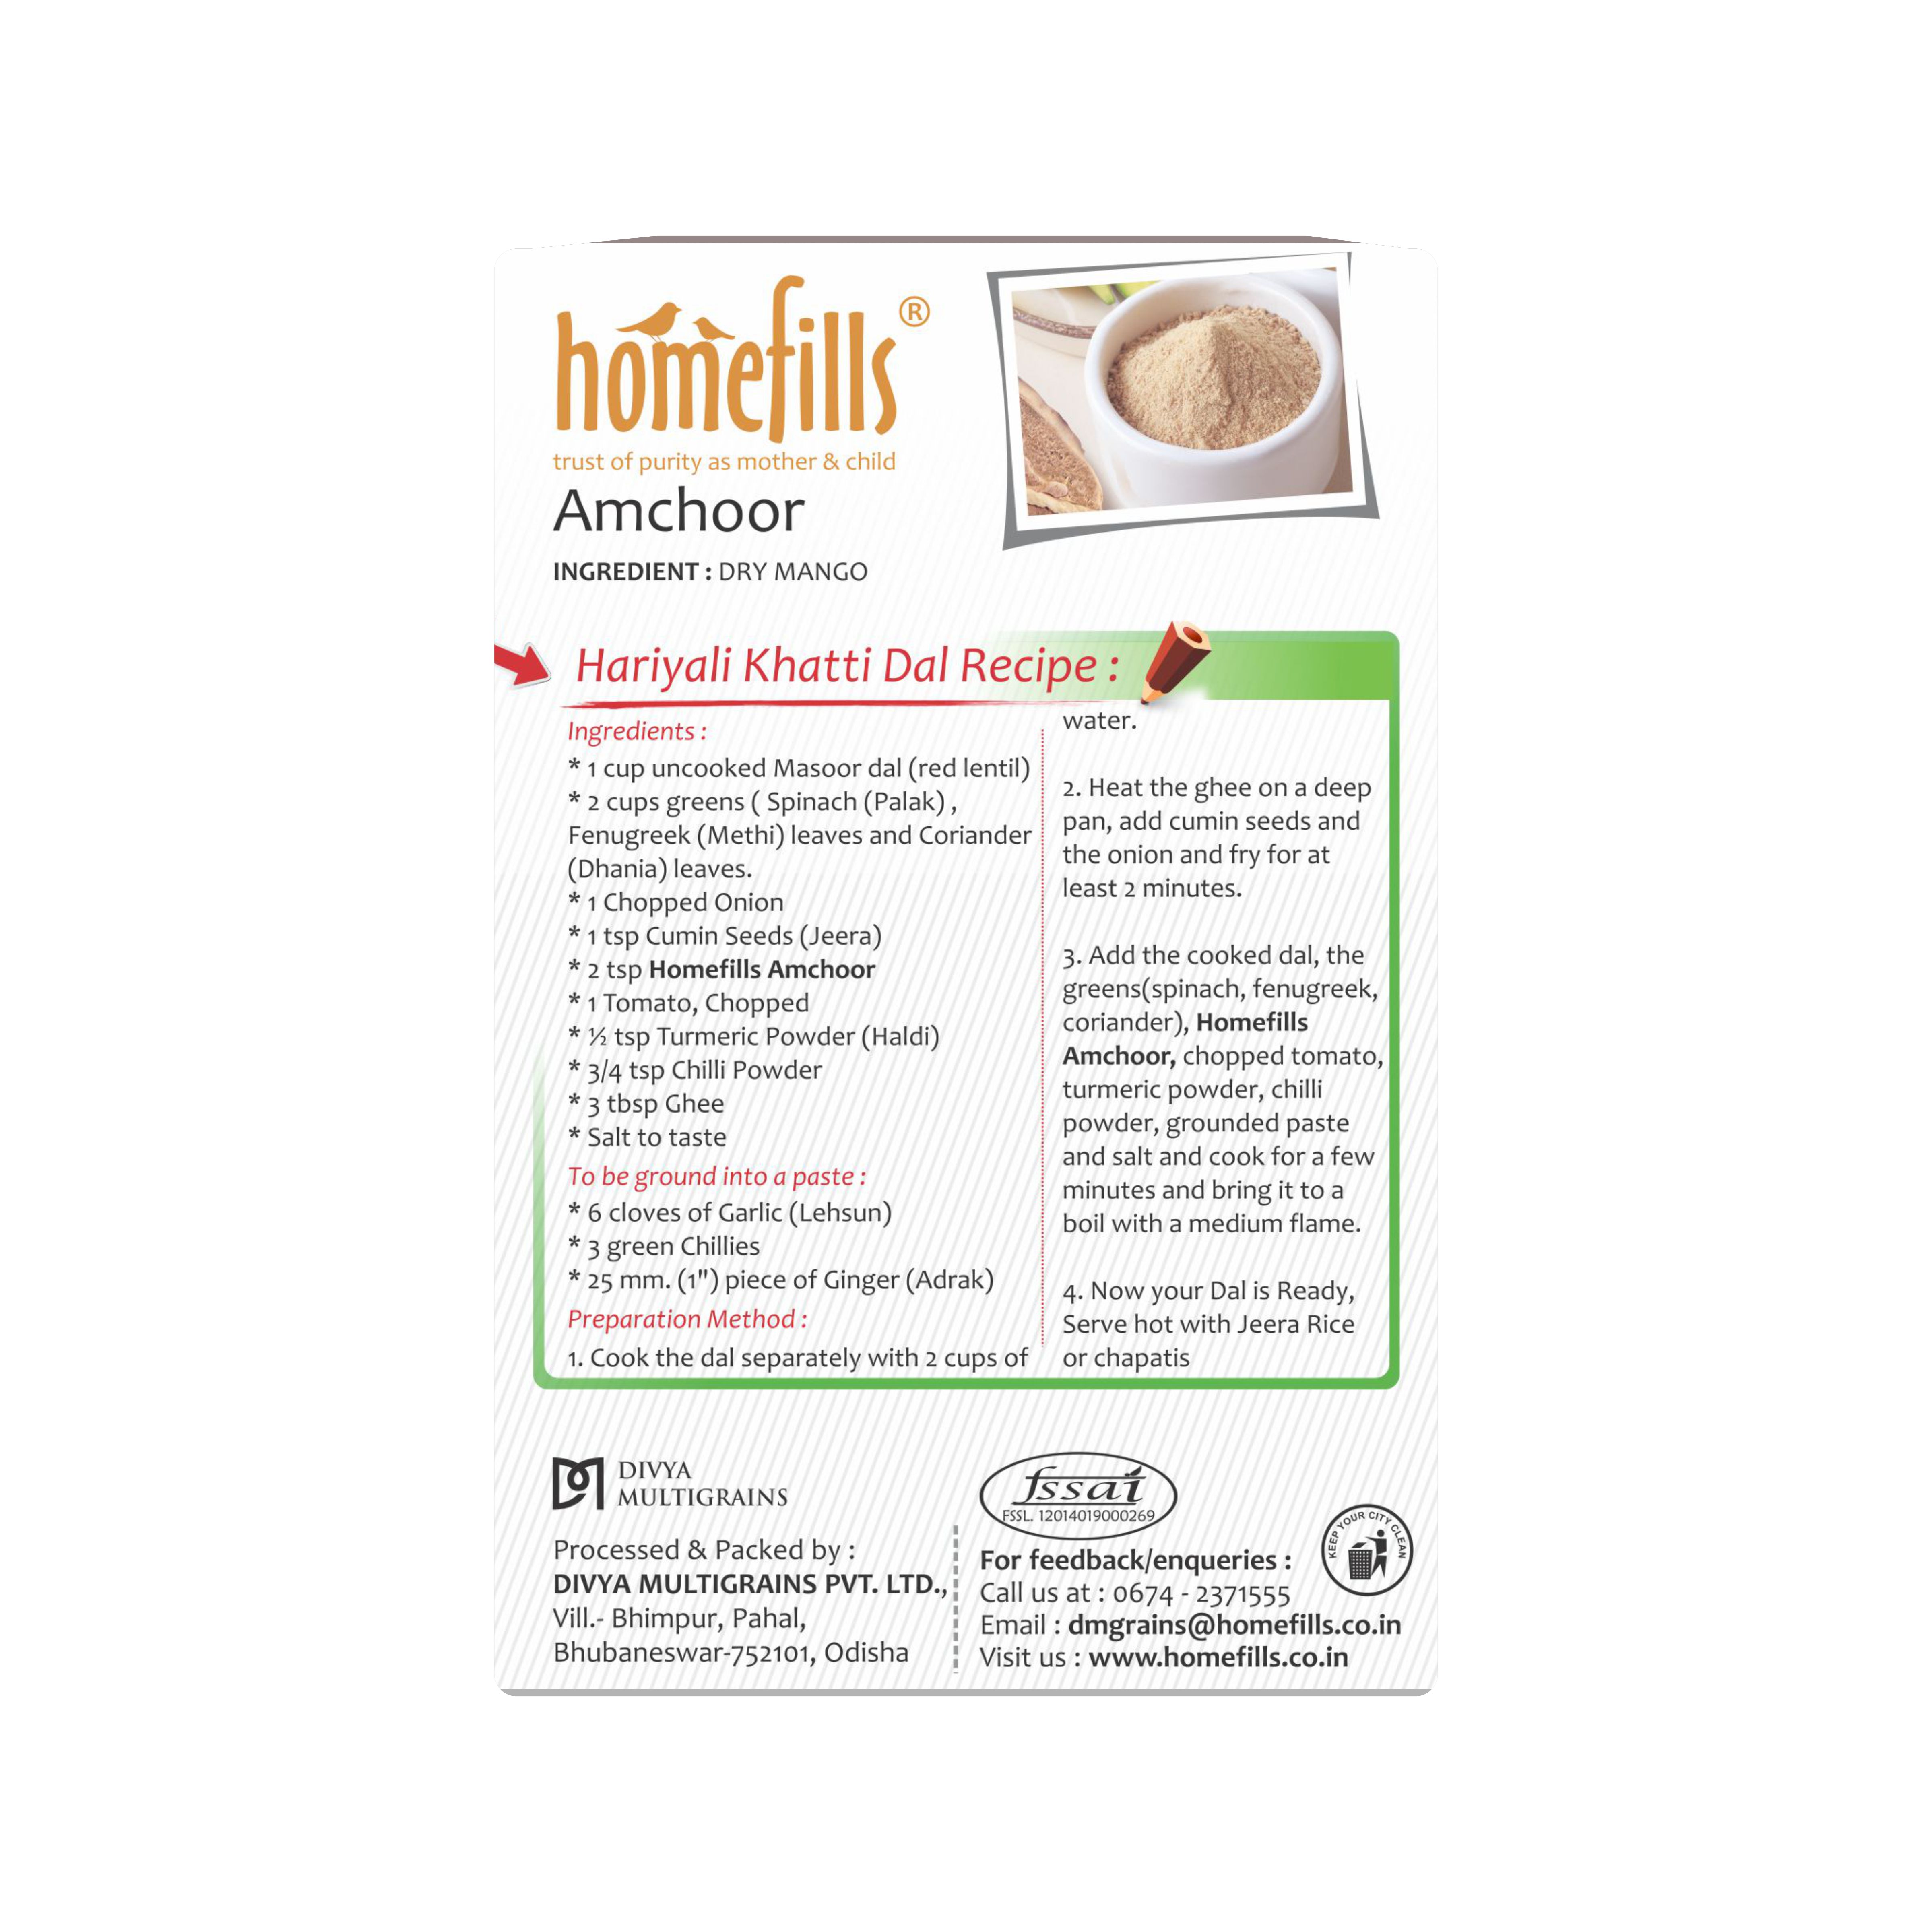 homefills®
trust of purity as mother & child
Amchoor
INGREDIENT : DRY MANGO
Hariyali Khatti Dal Recipe :
Ingredients :
* 1 cup uncooked Masoor dal (red lentil)
* 2 cups greens ( Spinach (Palak) ,
Fenugreek (Methi) leaves and Coriander
(Dhania) leaves.
* 1 Chopped Onion
* 1 tsp Cumin Seeds (Jeera)
* 2 tsp Homefills Amchoor
* 1 Tomato, Chopped
* ½ tsp Turmeric Powder (Haldi)
* 3/4 tsp Chilli Powder
* 3 tbsp Ghee
* Salt to taste
To be ground into a paste :
* 6 cloves of Garlic (Lehsun)
* 3 green Chillies
* 25 mm. (1") piece of Ginger (Adrak)
Preparation Method :
1. Cook the dal separately with 2 cups of
water.
2. Heat the ghee on a deep
pan, add cumin seeds and
the onion and fry for at
least 2 minutes.
3. Add the cooked dal, the
greens(spinach, fenugreek,
coriander), Homefills
Amchoor, chopped tomato,
turmeric powder, chilli
powder, grounded paste
and salt and cook for a few
minutes and bring it to a
boil with a medium flame.
4. Now your Dal is Ready,
Serve hot with Jeera Rice
or chapatis
DIVYA
MULTIGRAINS
Processed & Packed by :
DIVYA MULTIGRAINS PVT. LTD.,
Vill.- Bhimpur, Pahal,
Bhubaneswar-752101, Odisha
fssai
FSSL. 12014019000269
KEEP YOUR CITY CLEAN
For feedback/enqueries :
Call us at : 0674 - 2371555
Email : dmgrains@homefills.co.in
Visit us : www.homefills.co.in